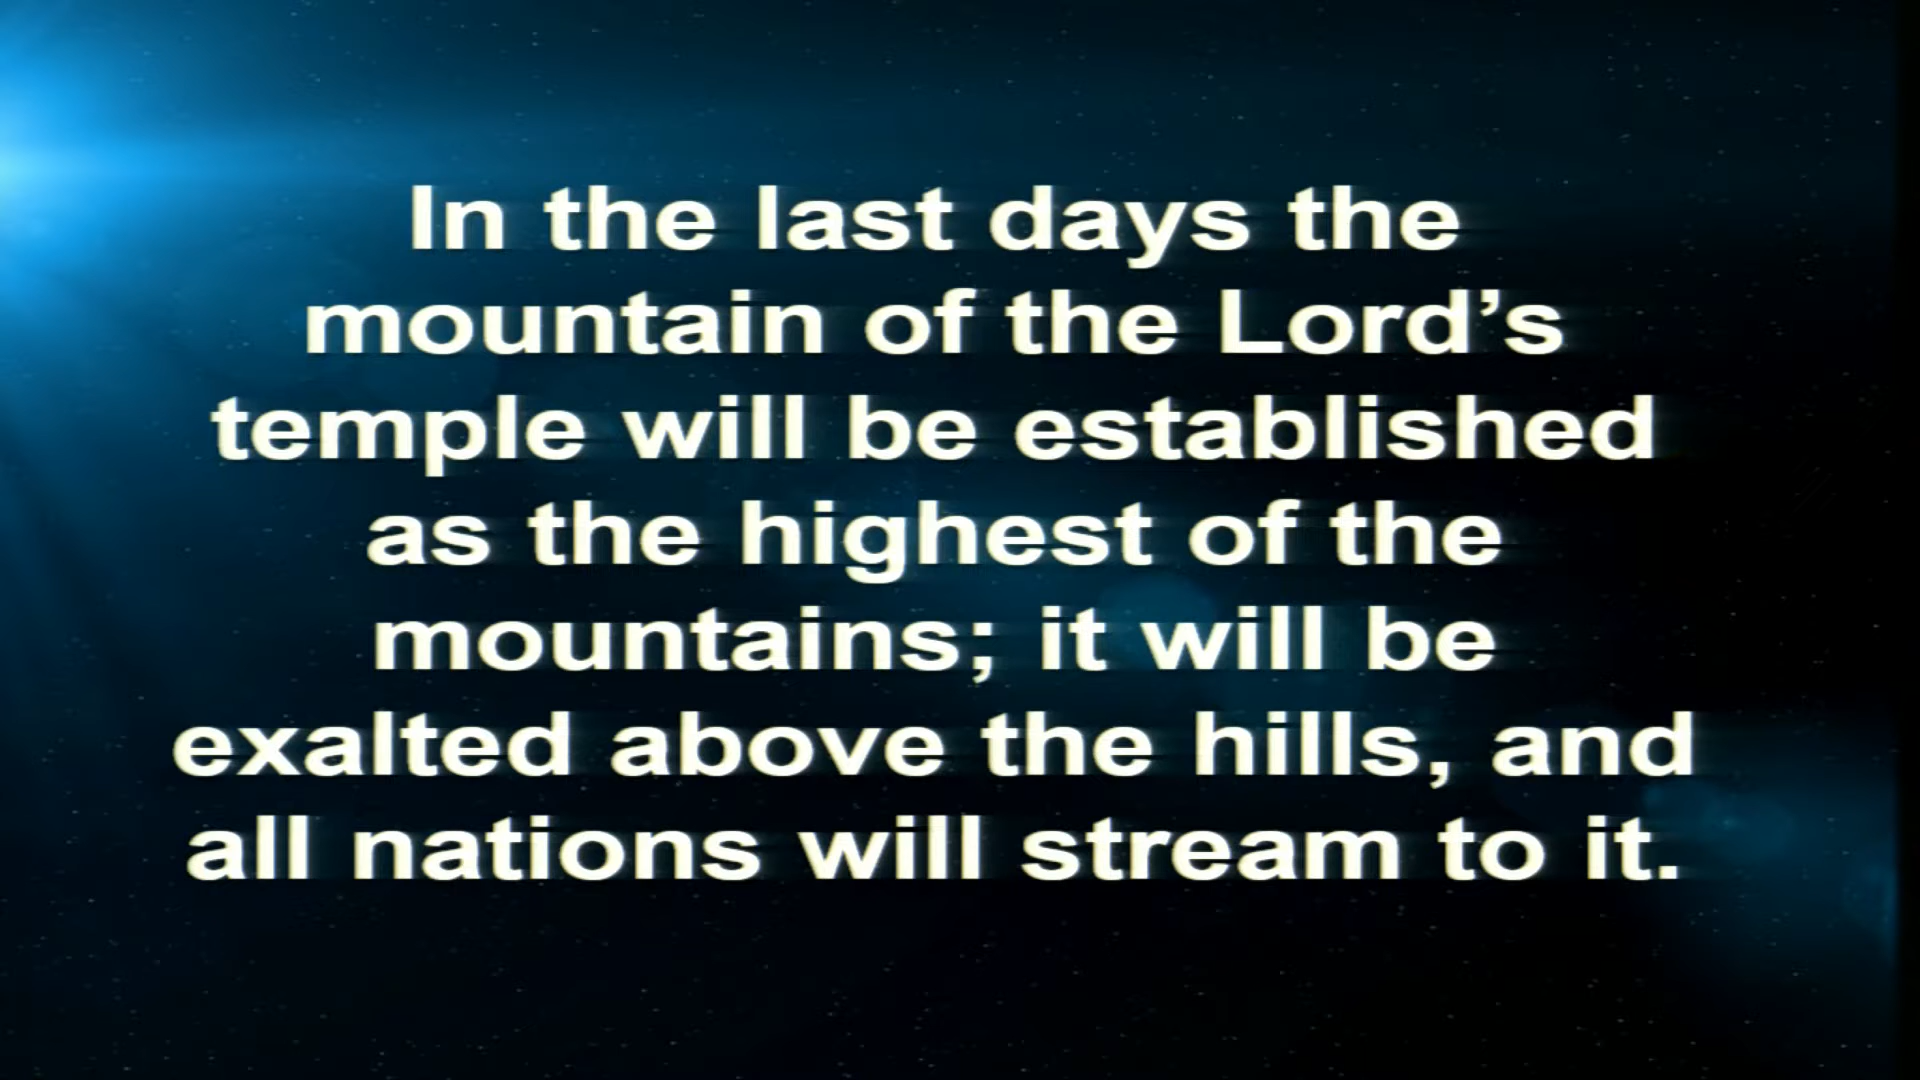 In the last days the
mountain of the Lord’s
temple will be established
as the highest of the
mountains; it will be
exalted above the hills, and
all nations will stream to it.